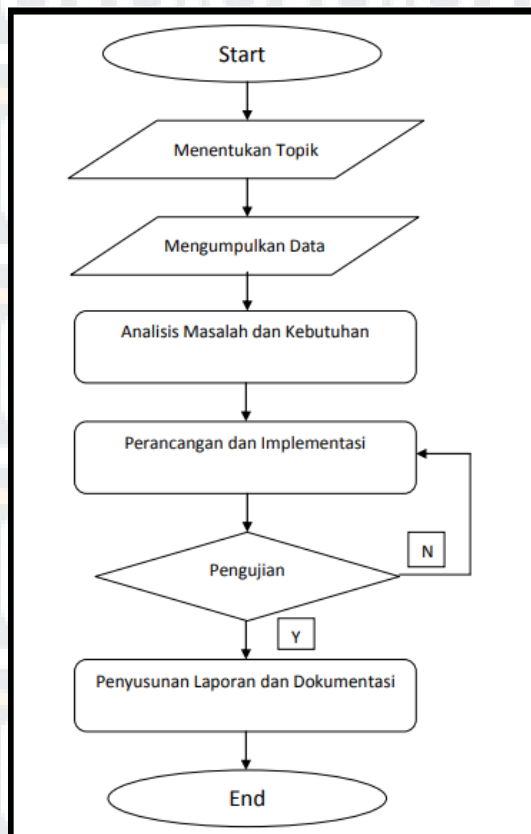 Start
Menentukan Topik
Mengumpulkan Data
Analisis Masalah dan Kebutuhan
Perancangan dan Implementasi
N
Pengujian
Y
Penyusunan Laporan dan Dokumentasi
End